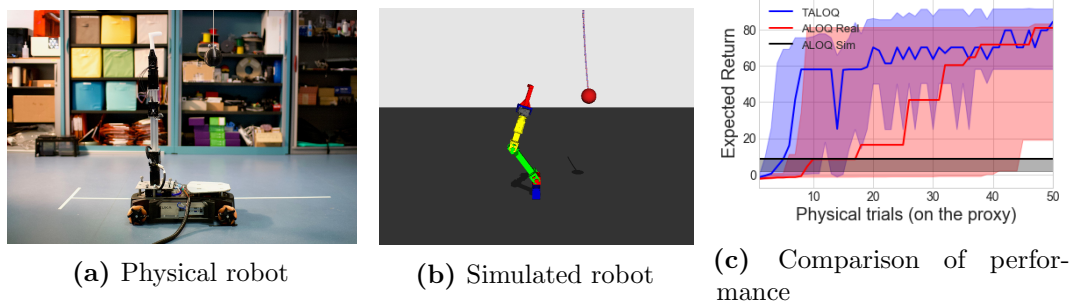 (a) Physical robot
(b) Simulated robot
Expected Return
80
60
40
20
0
TALOQ
ALOQ Real
ALOQ Sim
10
20
30
40
50
Physical trials (on the proxy)
(c) Comparison of perfor-
mance